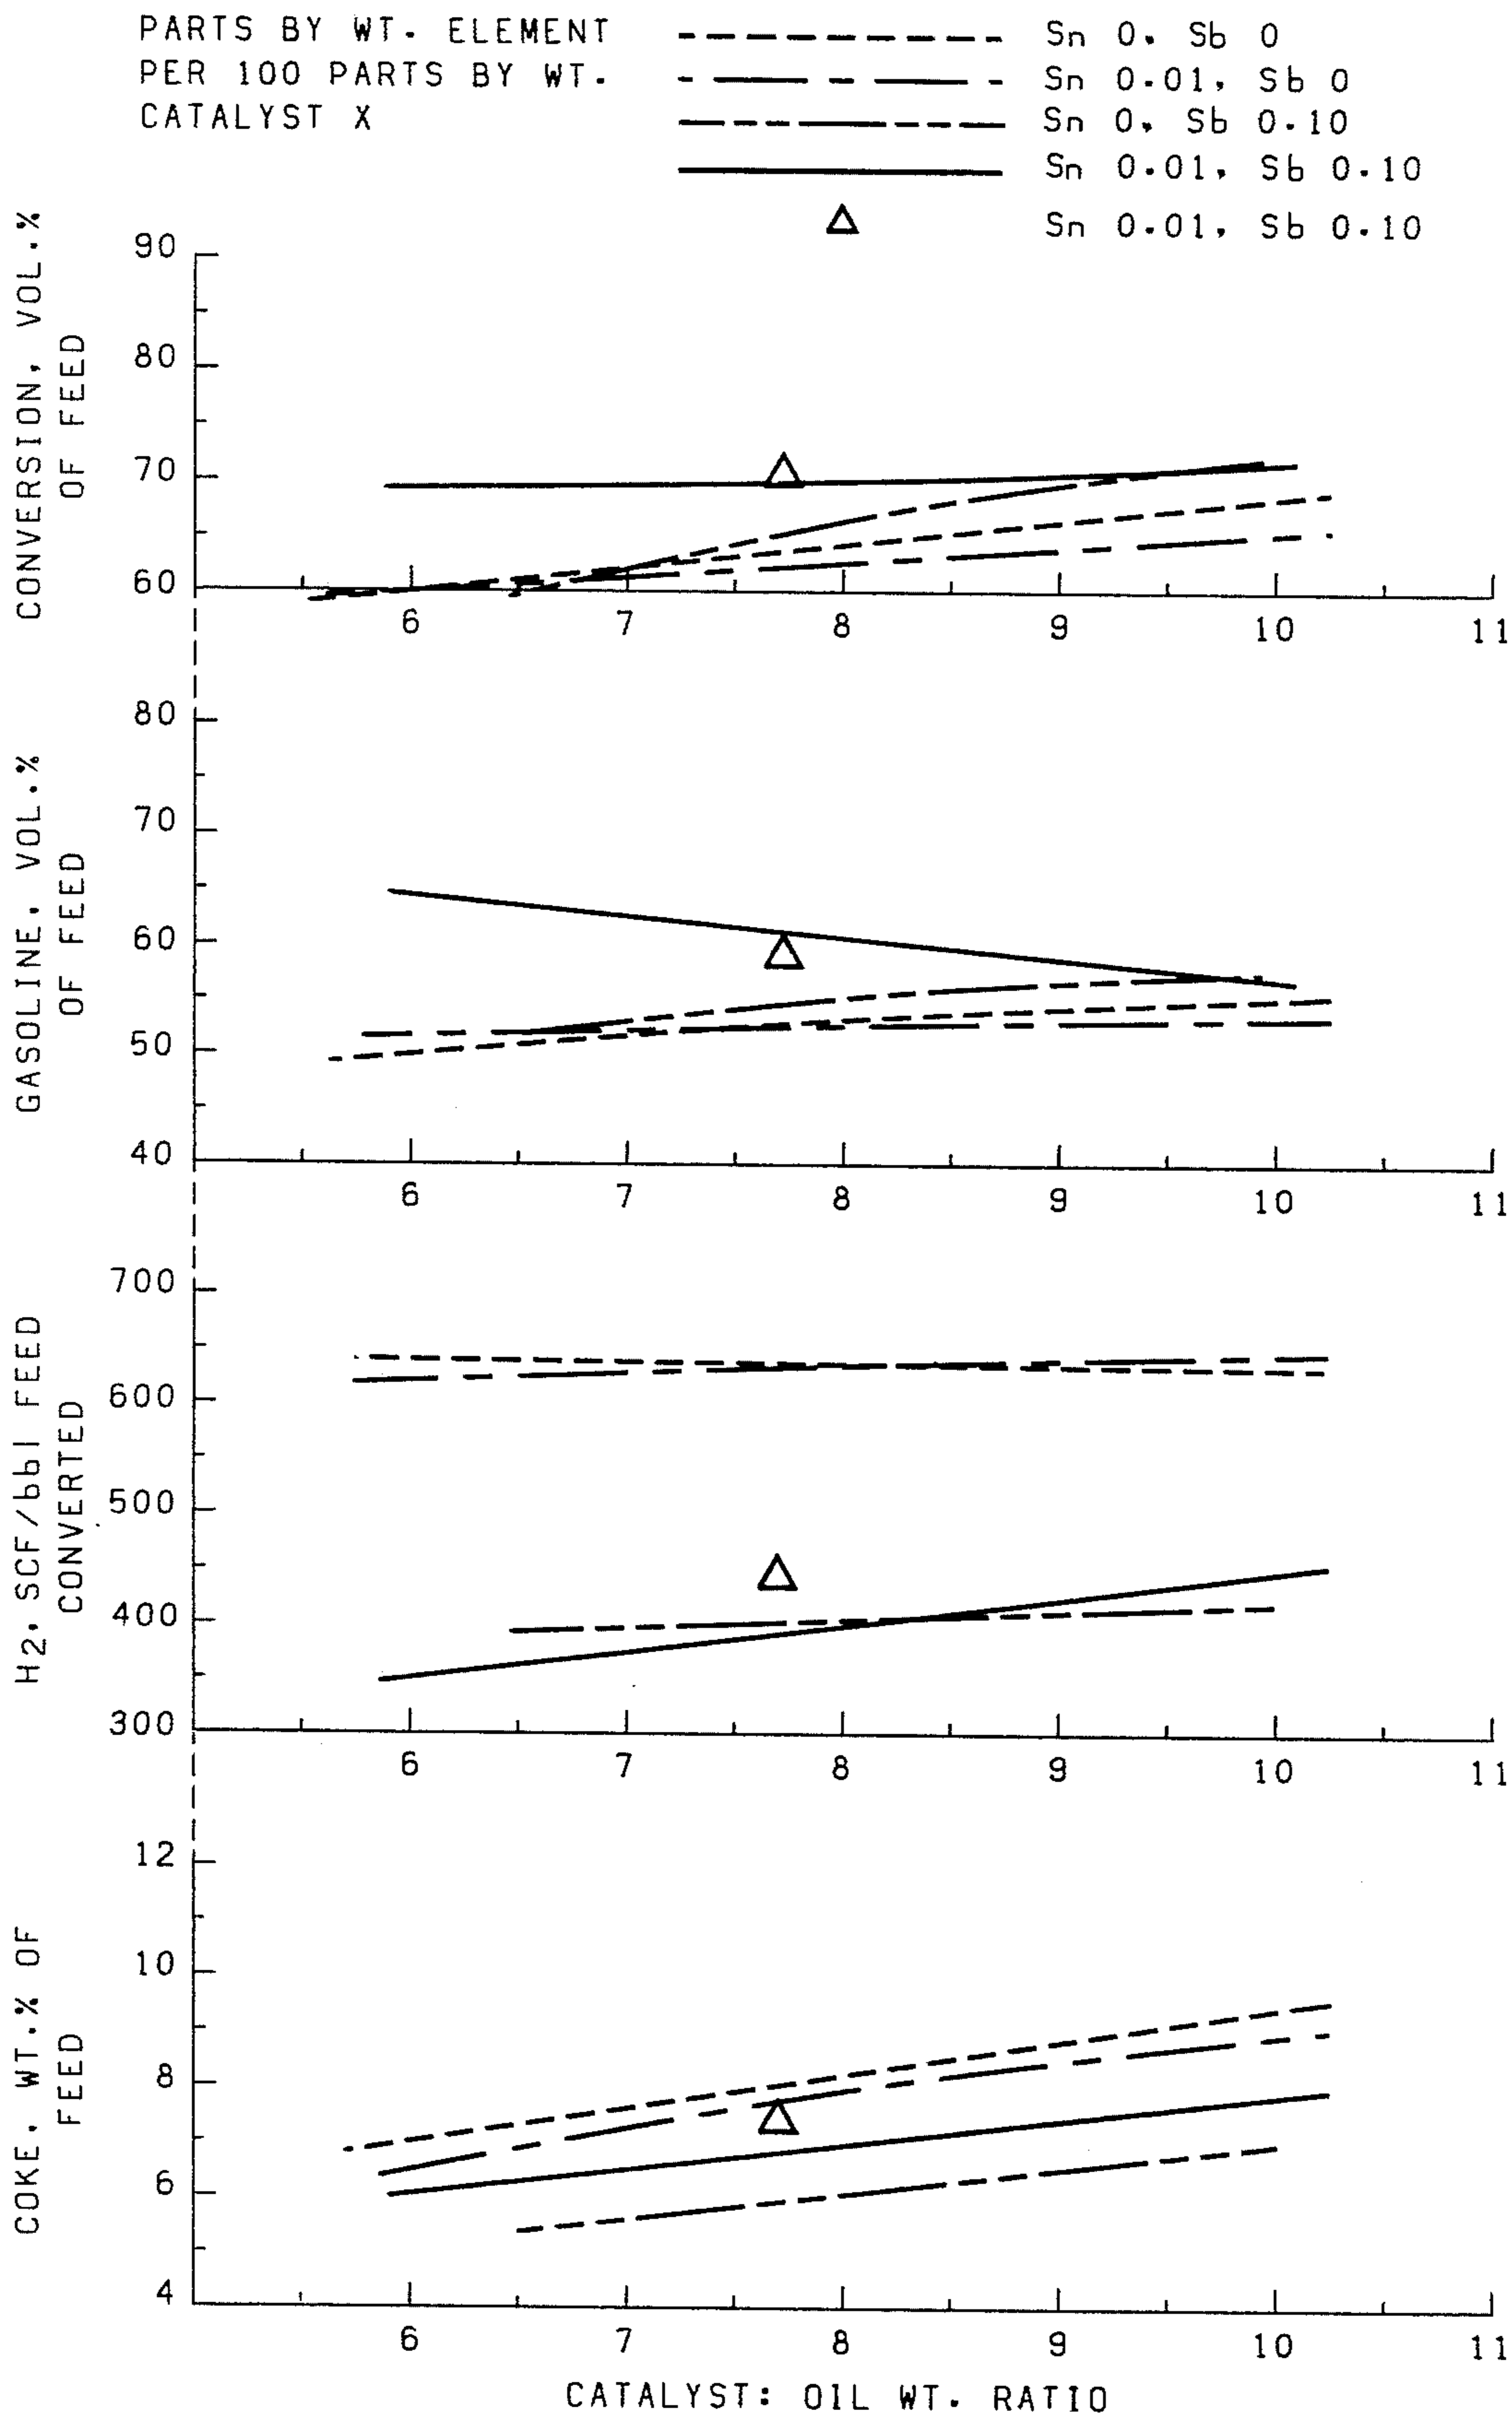 PARTS BY WT. ELEMENT
PER 100 PARTS BY WT.
CATALYST X
Sn 0. Sb 0
Sn 0.01, Sb 0
Sn 0, Sb 0.10
Sn 0.01, Sb 0.10
Sn 0.01, Sb 0.10
CONVERSION, VOL.%
OF FEED
90
80
70
60
6 7 8 9 10 11
GASOLINE, VOL.%
OF FEED
80
70
60
50
40
6 7 8 9 10 11
H2, SCF/bbl FEED
CONVERTED
700
600
500
400
300
6 7 8 9 10 11
COKE, WT.% OF
FEED
12
10
8
6
4
6 7 8 9 10 11
CATALYST: OIL WT. RATIO